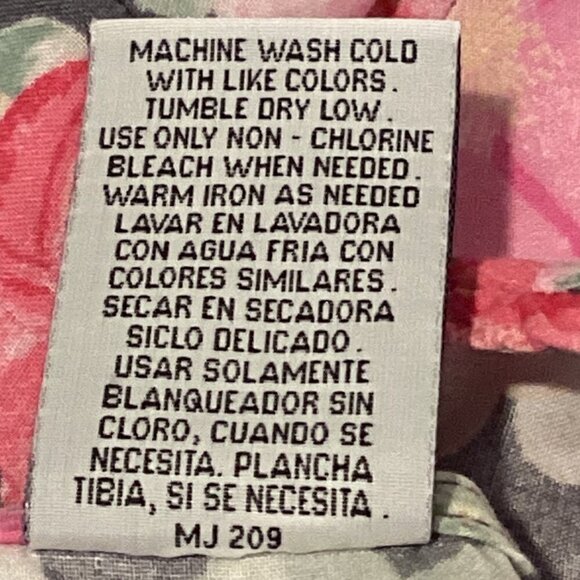 MACHINE WASH COLD
WITH LIKE COLORS.
TUMBLE DRY LOW.
USE ONLY NON - CHLORINE
BLEACH WHEN NEEDED.
WARM IRON AS NEEDED
LAVAR EN LAVADORA
CON AGUA FRIA CON
COLORES SIMILARES.
SECAR EN SECADORA
SICLO DELICADO.
USAR SOLAMENTE
BLANQUEADOR SIN
CLORO, CUANDO SE
NECESITA. PLANCHA
TIBIA, SI SE NECESITA.
MJ 209